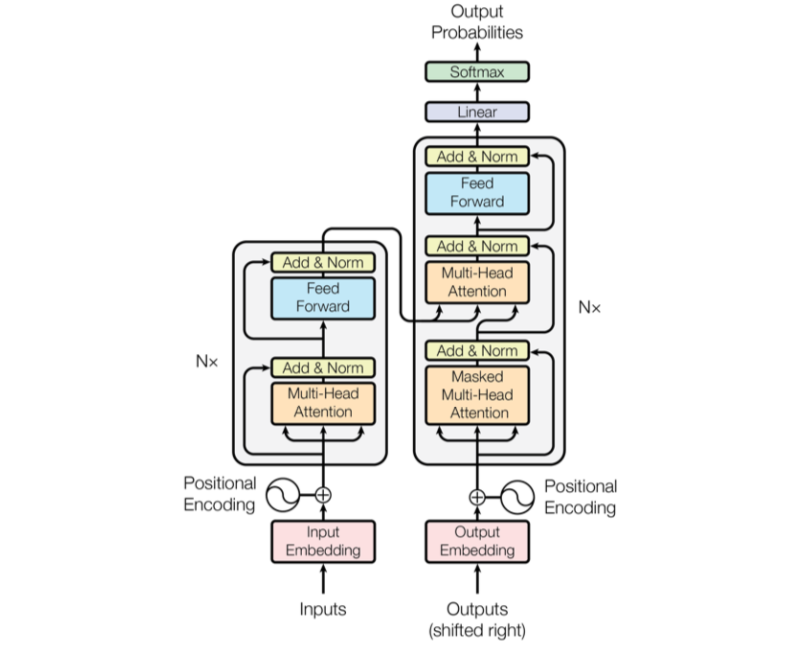 Output
Probabilities
Softmax
Linear
Add & Norm
Feed
Forward
Add & Norm
Multi-Head
Attention
Add & Norm
Masked
Multi-Head
Attention
N×
Add & Norm
Feed
Forward
Add & Norm
Multi-Head
Attention
N×
Positional
Encoding
Positional
Encoding
Input
Embedding
Output
Embedding
Inputs
Outputs
(shifted right)